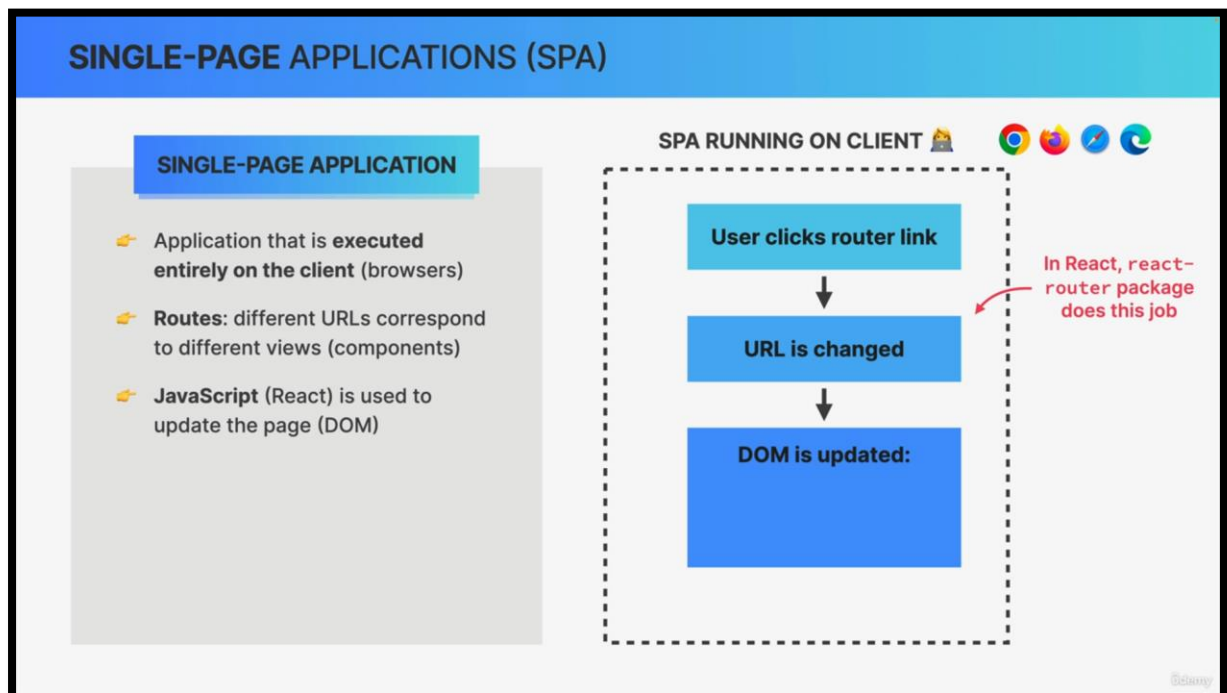 SINGLE-PAGE APPLICATIONS (SPA)
SINGLE-PAGE APPLICATION
Application that is executed
entirely on the client (browsers)
Routes: different URLs correspond
to different views (components)
JavaScript (React) is used to
update the page (DOM)
SPA RUNNING ON CLIENT
User clicks router link
URL is changed
DOM is updated:
In React, react-
router package
does this job
Udemy